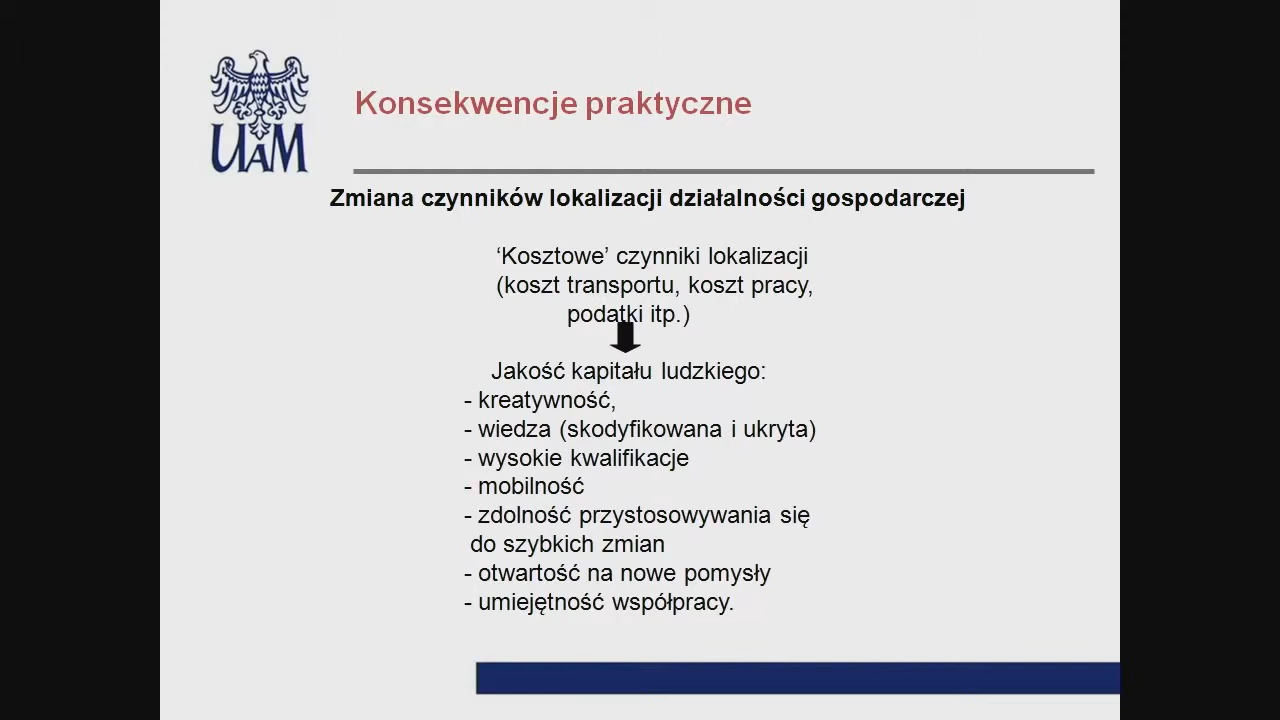 UAM
Konsekwencje praktyczne
Zmiana czynników lokalizacji działalności gospodarczej
‘Kosztowe’ czynniki lokalizacji
(koszt transportu, koszt pracy,
podatki itp.)
Jakość kapitału ludzkiego:
- kreatywność,
- wiedza (skodyfikowana i ukryta)
- wysokie kwalifikacje
- mobilność
- zdolność przystosowywania się
do szybkich zmian
- otwartość na nowe pomysły
- umiejętność współpracy.